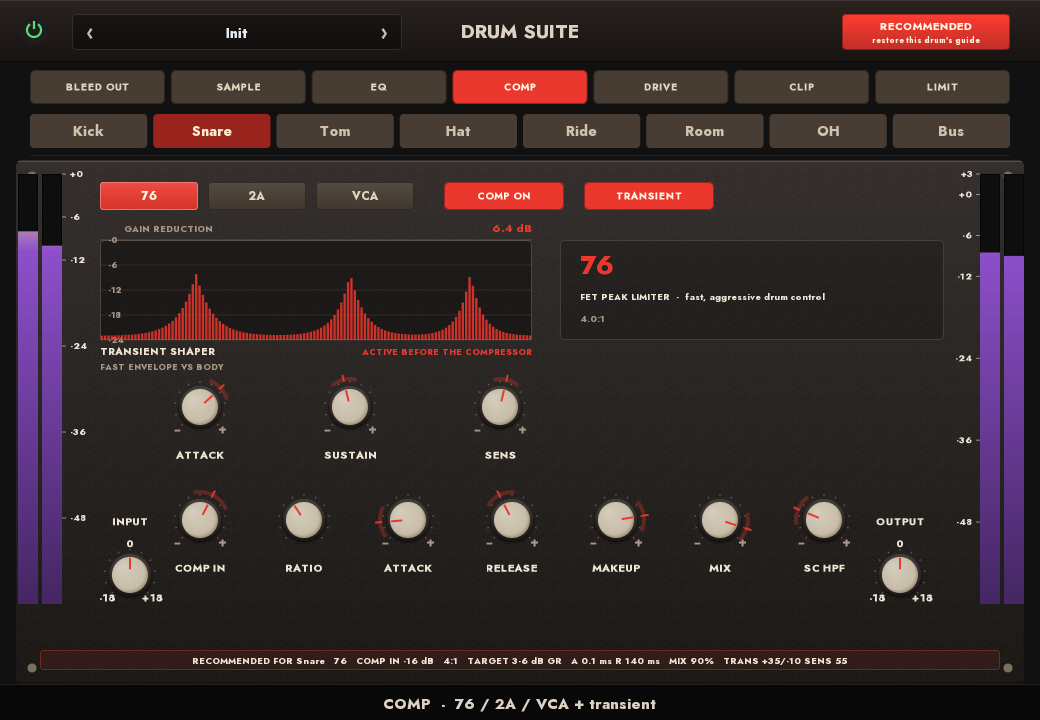 ‹ Init ›
DRUM SUITE
RECOMMENDED
restore this drum's guide
BLEED OUT SAMPLE EQ COMP DRIVE CLIP LIMIT
Kick Snare Tom Hat Ride Room OH Bus
+0
-6
-12
-24
-36
-48
76 2A VCA COMP ON TRANSIENT
GAIN REDUCTION 6.4 dB
-0
-6
-12
-18
-24
76
FET PEAK LIMITER · fast, aggressive drum control
4.0:1
TRANSIENT SHAPER ACTIVE BEFORE THE COMPRESSOR
FAST ENVELOPE VS BODY
- + - + - +
ATTACK SUSTAIN SENS
INPUT
0
-18 +18
- + - + - + - + - + - +
COMP IN RATIO ATTACK RELEASE MAKEUP MIX SC HPF
OUTPUT
0
-18 +18
+3
+0
-6
-12
-24
-36
-48
RECOMMENDED FOR Snare 76 COMP IN -16 dB 4:1 TARGET 3-6 dB GR A 0.1 ms R 140 ms MIX 90% TRANS +35/-10 SENS 55
COMP · 76 / 2A / VCA + transient